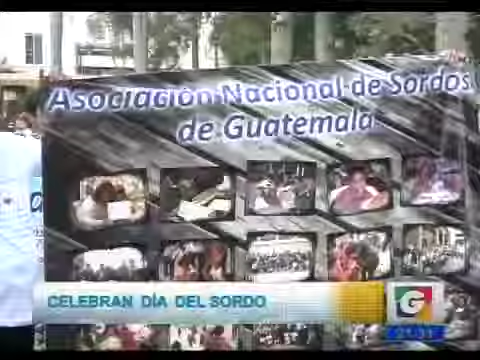 Asociación Nacional de Sordos
de Guatemala
CELEBRAN DÍA DEL SORDO
G